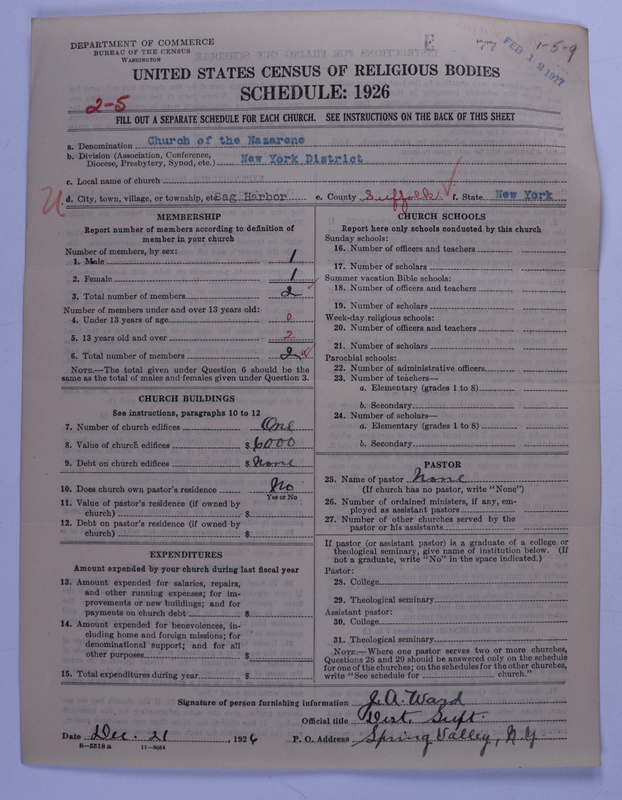 DEPARTMENT OF COMMERCE
BUREAU OF THE CENSUS
WASHINGTON
E
77
FEB 12 1927
1-5-9
UNITED STATES CENSUS OF RELIGIOUS BODIES
SCHEDULE: 1926
2-5
FILL OUT A SEPARATE SCHEDULE FOR EACH CHURCH. SEE INSTRUCTIONS ON THE BACK OF THIS SHEET
a. Denomination Church of the Nazarene
b. Division (Association, Conference, Diocese, Presbytery, Synod, etc.) New York District
c. Local name of church
d. City, town, village, or township, etc. Sag Harbor e. County Suffolk f. State New York
MEMBERSHIP
Report number of members according to definition of
member in your church
Number of members, by sex:
1. Male 1
2. Female 1
3. Total number of members 2
Number of members under and over 13 years old:
4. Under 13 years of age 0
5. 13 years old and over 2
6. Total number of members 2
NOTE.—The total given under Question 6 should be the
same as the total of males and females given under Question 3.
CHURCH BUILDINGS
See instructions, paragraphs 10 to 12
7. Number of church edifices One
8. Value of church edifices $ 6000
9. Debt on church edifices $ None
10. Does church own pastor's residence No
Yes or No
11. Value of pastor's residence (if owned by
church) $
12. Debt on pastor's residence (if owned by
church) $
EXPENDITURES
Amount expended by your church during last fiscal year
13. Amount expended for salaries, repairs,
and other running expenses; for im-
provements or new buildings; and for
payments on church debt $
14. Amount expended for benevolences, in-
cluding home and foreign missions; for
denominational support; and for all
other purposes $
15. Total expenditures during year $
CHURCH SCHOOLS
Report here only schools conducted by this church
Sunday schools:
16. Number of officers and teachers
17. Number of scholars
Summer vacation Bible schools:
18. Number of officers and teachers
19. Number of scholars
Week-day religious schools:
20. Number of officers and teachers
21. Number of scholars
Parochial schools:
22. Number of administrative officers
23. Number of teachers—
a. Elementary (grades 1 to 8)
b. Secondary
24. Number of scholars—
a. Elementary (grades 1 to 8)
b. Secondary
PASTOR
25. Name of pastor None
(If church has no pastor, write "None")
26. Number of ordained ministers, if any, em-
ployed as assistant pastors
27. Number of other churches served by the
pastor or his assistants
If pastor (or assistant pastor) is a graduate of a college or
theological seminary, give name of institution below. (If
not a graduate, write "No" in the space indicated.)
Pastor:
28. College
29. Theological seminary
Assistant pastor:
30. College
31. Theological seminary
NOTE.—Where one pastor serves two or more churches,
Questions 28 and 29 should be answered only on the schedule
for one of the churches; on the schedules for the other churches,
write "See schedule for church."
Signature of person furnishing information J. A. Ward
Official title Dist. Supt.
Date Dec. 21, 1926 P. O. Address Spring Valley, N.Y
8-5518 a 11-9054